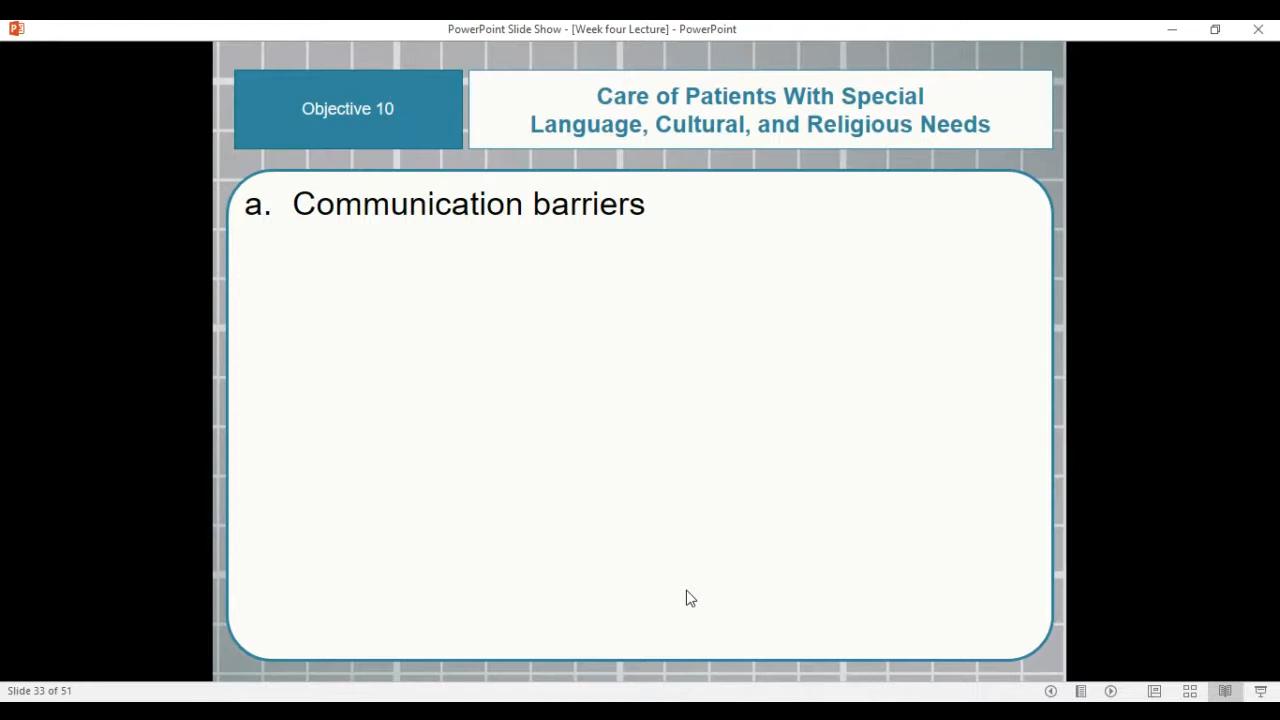 PowerPoint Slide Show - [Week four Lecture] - PowerPoint
Objective 10
Care of Patients With Special
Language, Cultural, and Religious Needs
a. Communication barriers
Slide 33 of 51